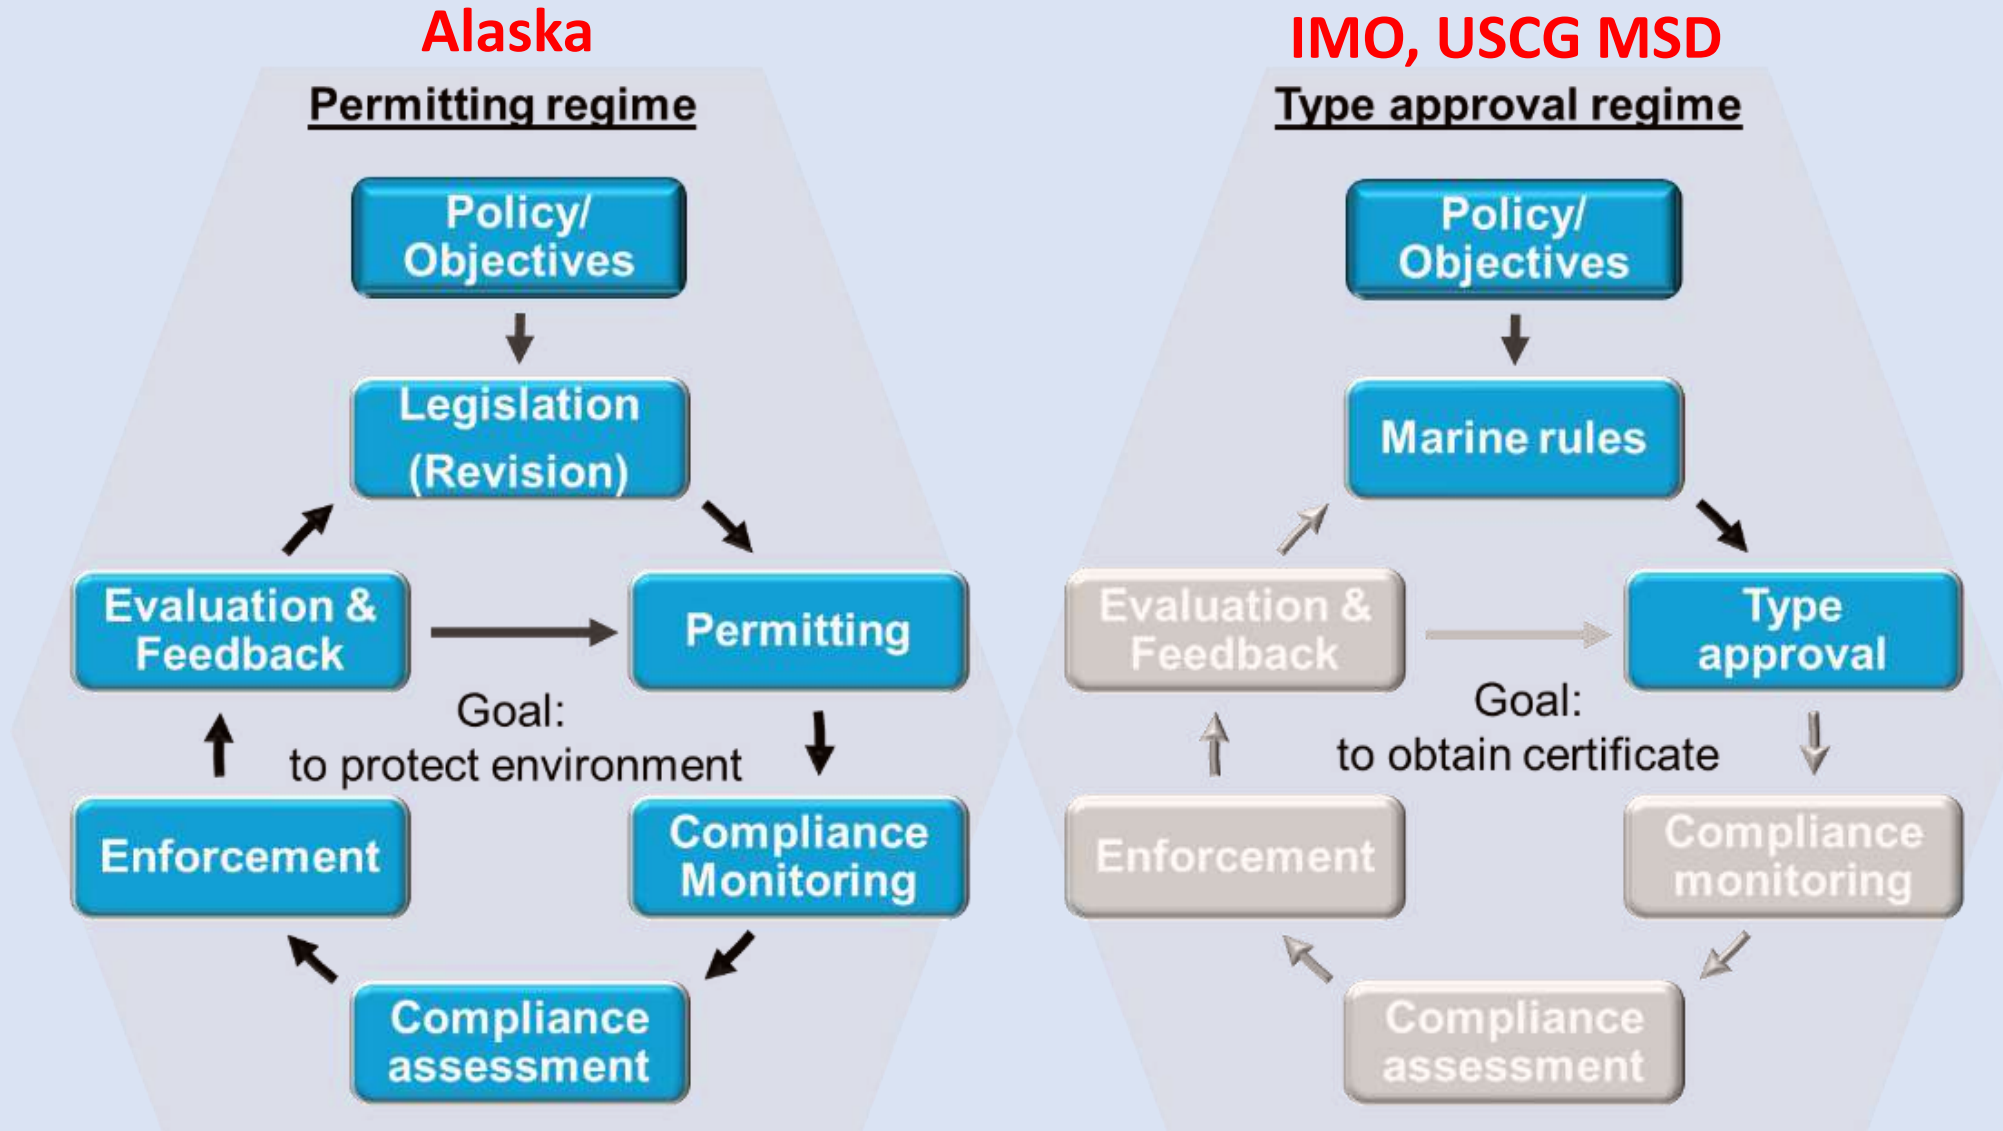 Alaska
Permitting regime
Policy/
Objectives
Legislation
(Revision)
Evaluation &
Feedback
Permitting
Goal:
to protect environment
Enforcement
Compliance
Monitoring
Compliance
assessment
IMO, USCG MSD
Type approval regime
Policy/
Objectives
Marine rules
Evaluation &
Feedback
Type
approval
Goal:
to obtain certificate
Enforcement
Compliance
monitoring
Compliance
assessment